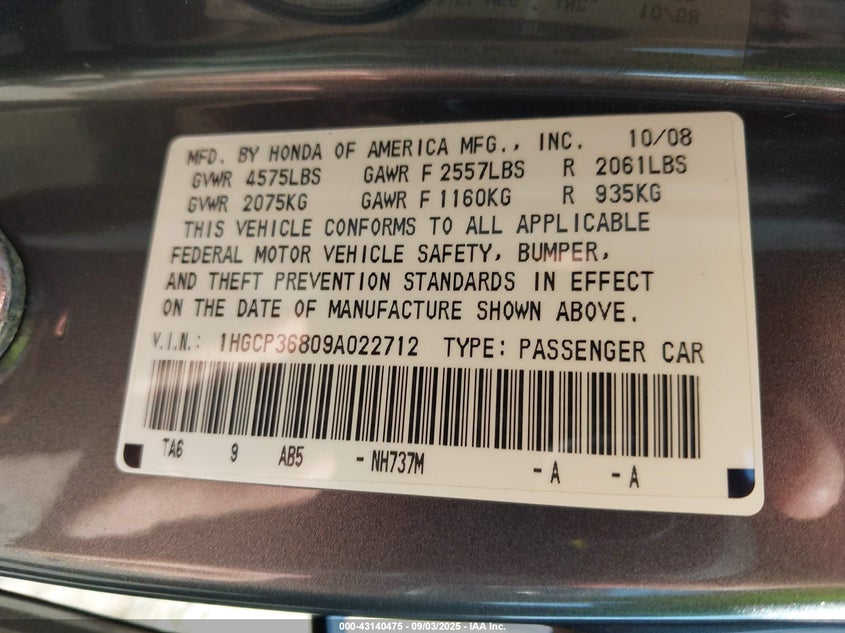 MFD. BY HONDA OF AMERICA MFG., INC. 10/08
GVWR 4575LBS GAWR F 2557LBS R 2061LBS
GVWR 2075KG GAWR F 1160KG R 935KG
THIS VEHICLE CONFORMS TO ALL APPLICABLE
FEDERAL MOTOR VEHICLE SAFETY, BUMPER,
AND THEFT PREVENTION STANDARDS IN EFFECT
ON THE DATE OF MANUFACTURE SHOWN ABOVE.
V.I.N.: 1HGCP36809A022712 TYPE: PASSENGER CAR
TA6 9 AB5 - NH737M - A - A
000-43140475 - 09/03/2025 - IAA Inc.